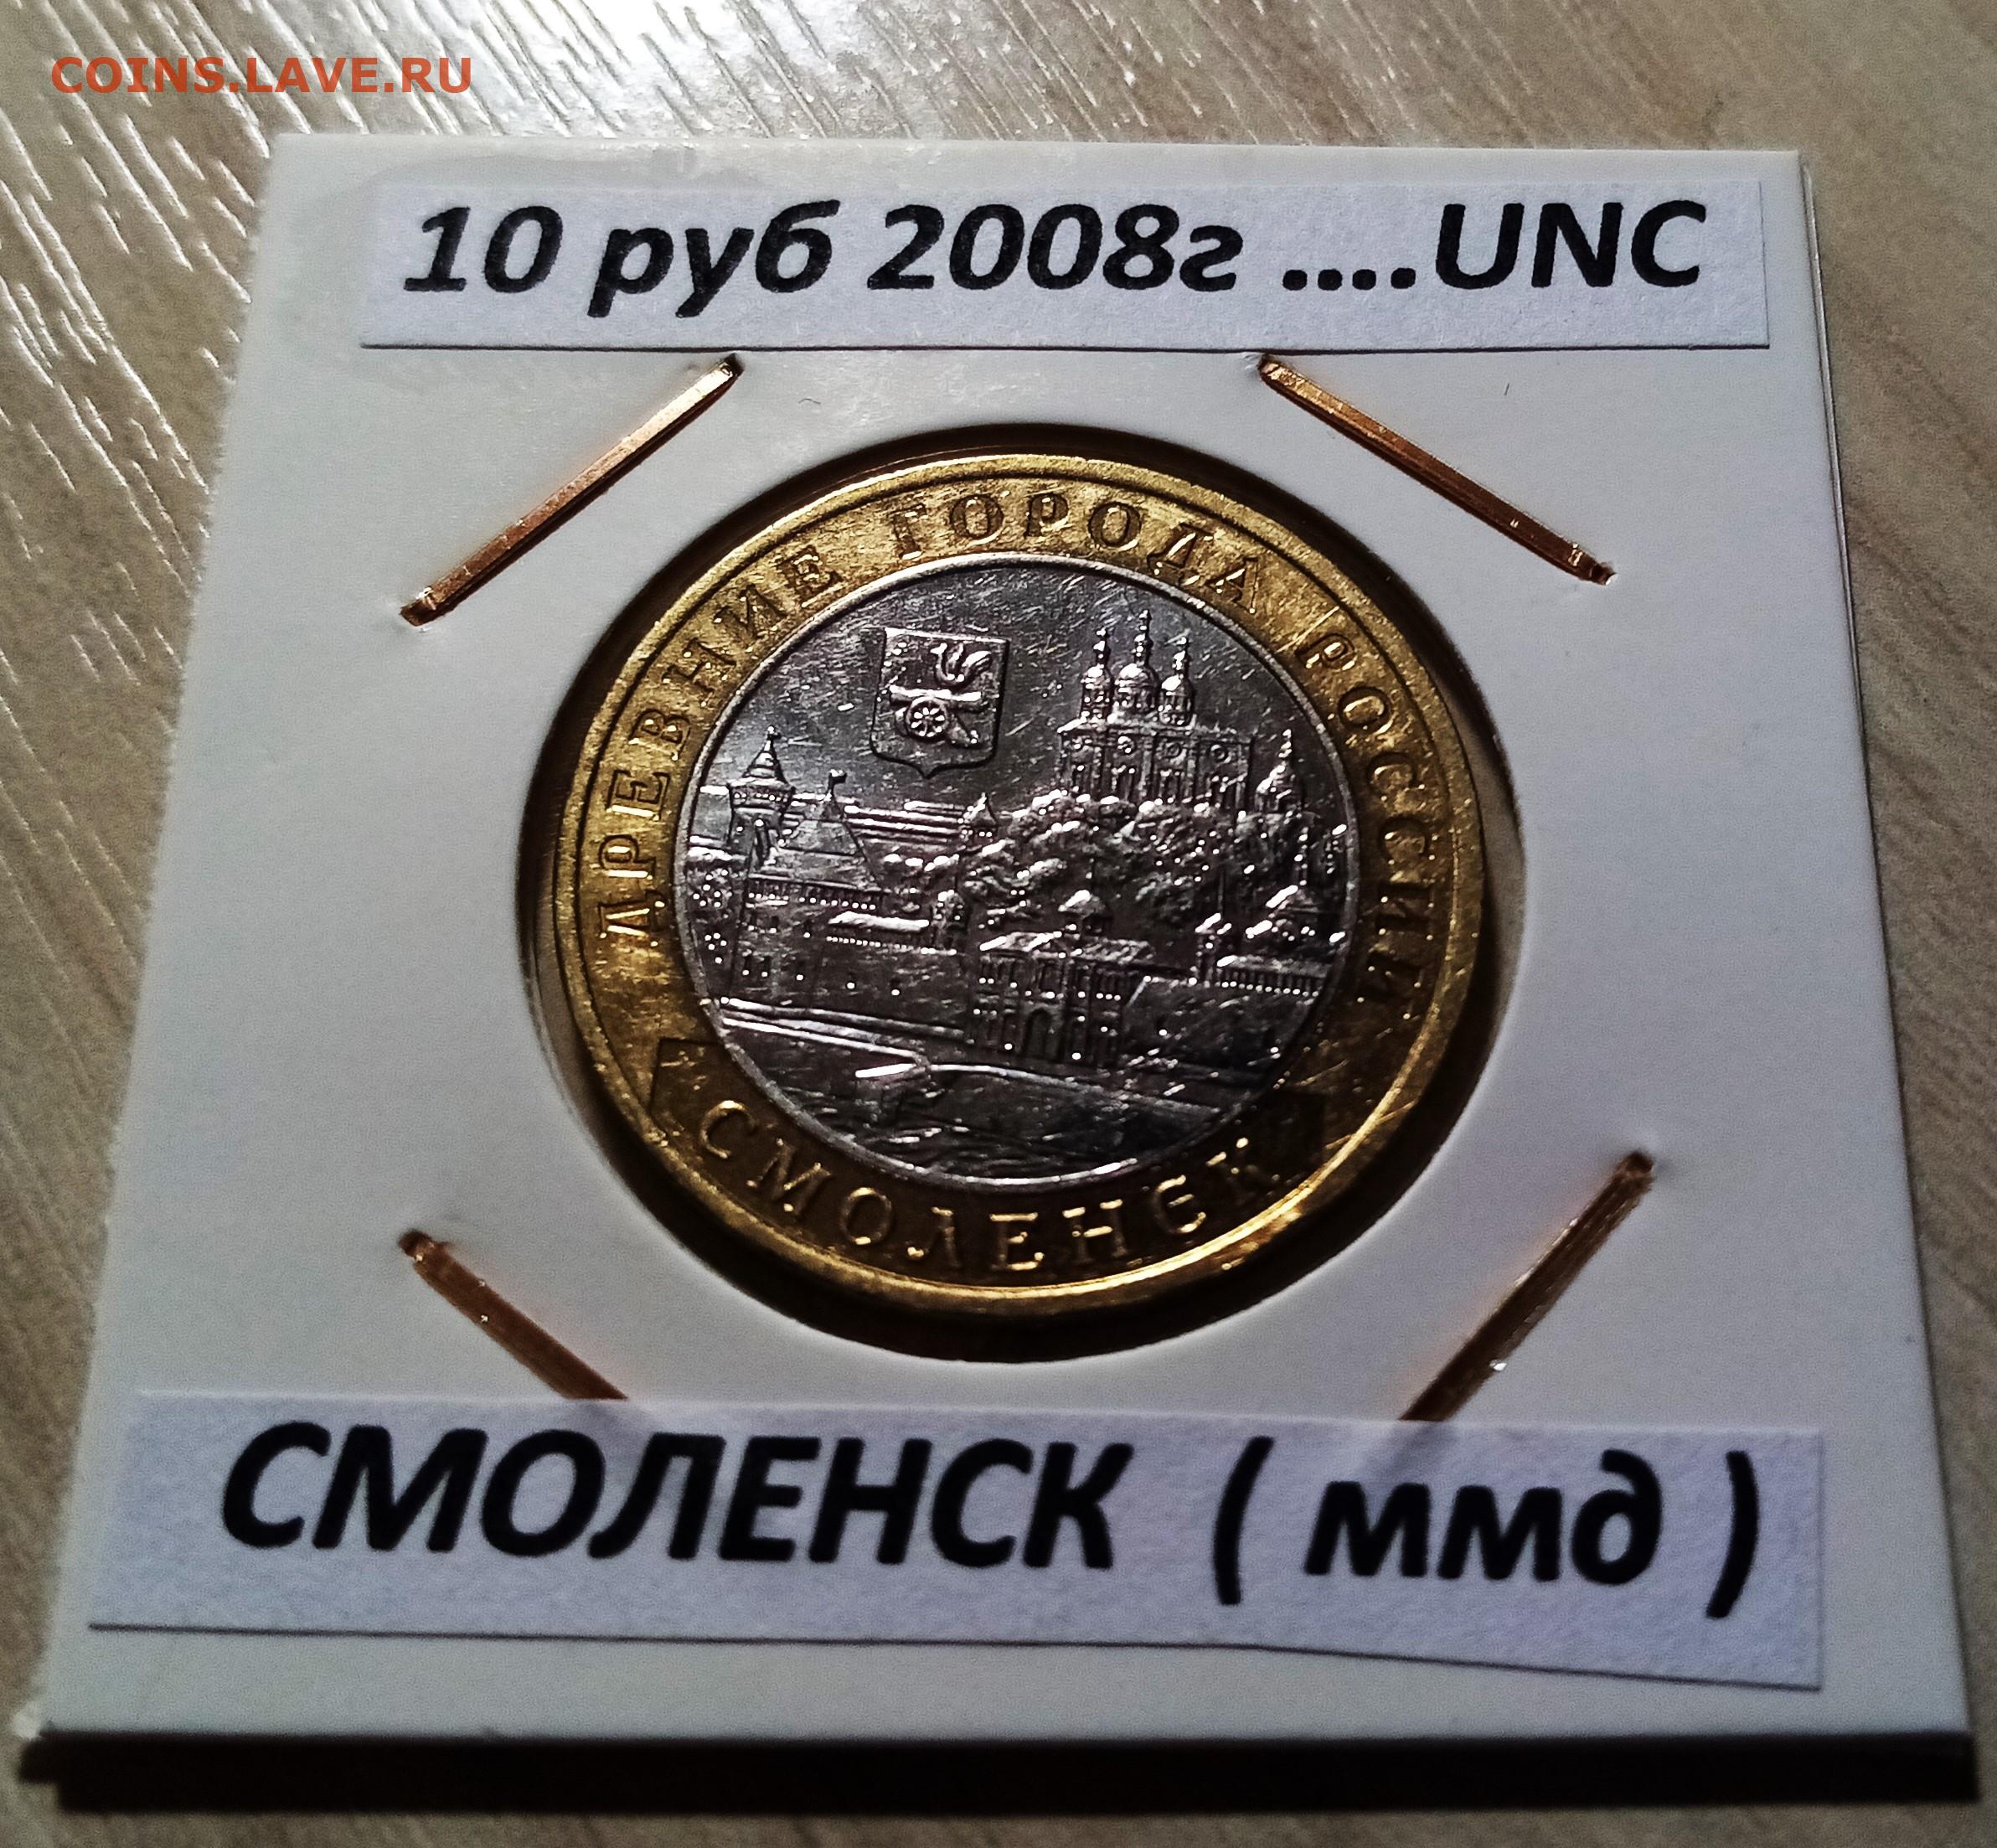 COINS.LAVE.RU
10 руб 2008г ....UNC
ДРЕВНИЕ ГОРОДА РОССИИ
СМОЛЕНСК
СМОЛЕНСК ( ммд )